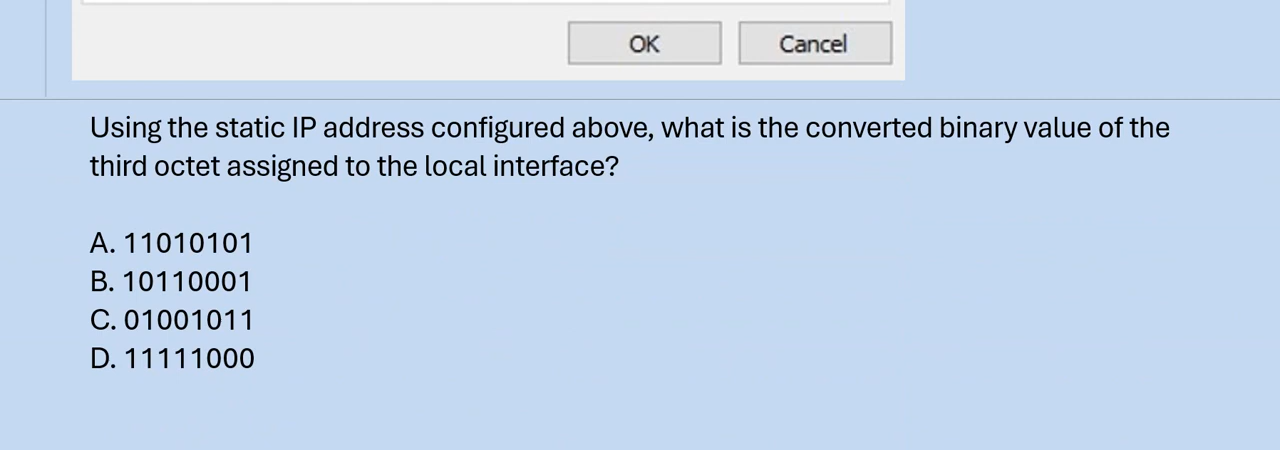 OK Cancel
Using the static IP address configured above, what is the converted binary value of the
third octet assigned to the local interface?
A. 11010101
B. 10110001
C. 01001011
D. 11111000